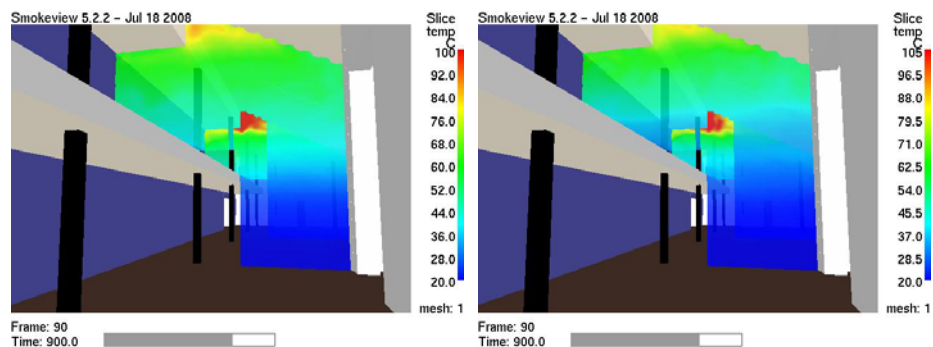 Smokeview 5.2.2 – Jul 18 2008
Slice
temp
C
100
92.0
84.0
76.0
68.0
60.0
52.0
44.0
36.0
28.0
20.0
mesh: 1
Frame: 90
Time: 900.0
Smokeview 5.2.2 – Jul 18 2008
Slice
temp
C
105
96.5
88.0
79.5
71.0
62.5
54.0
45.5
37.0
28.5
20.0
mesh: 1
Frame: 90
Time: 900.0